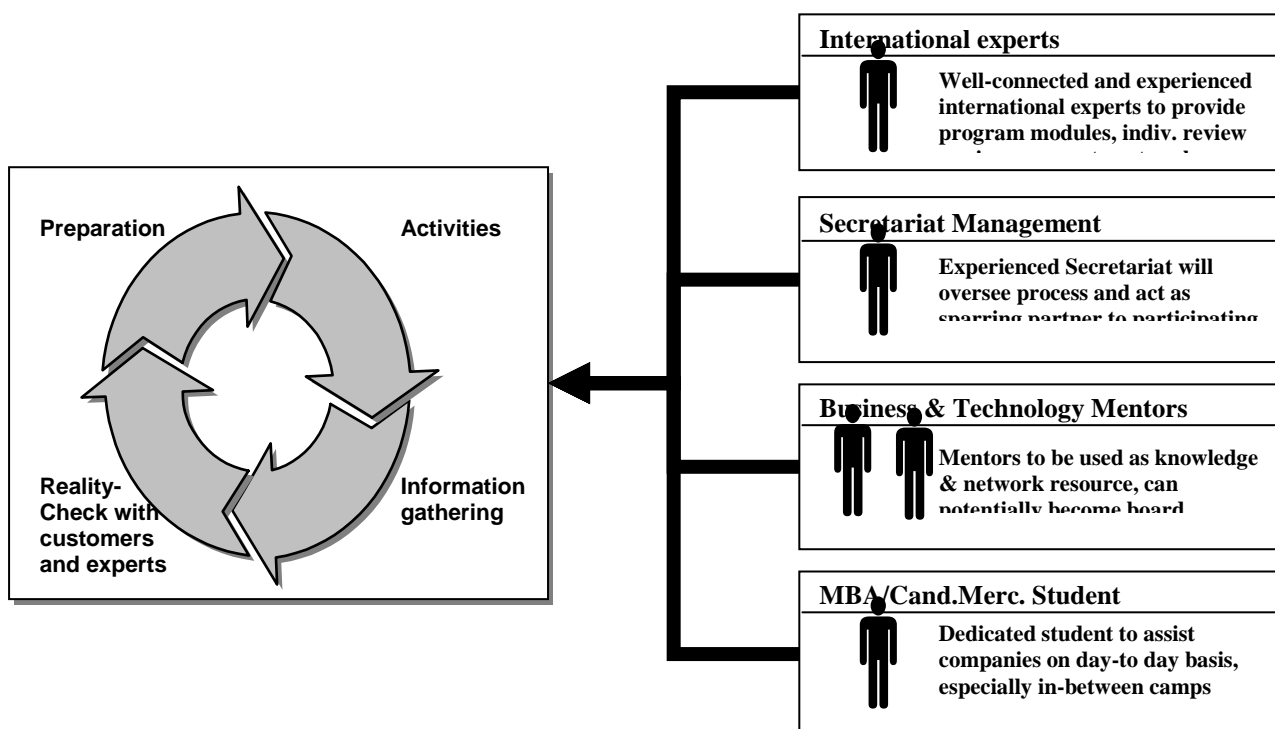 Preparation
Activities
Reality-
Check with
customers
and experts
Information
gathering
International experts
Well-connected and experienced
international experts to provide
program modules, indiv. review
Secretariat Management
Experienced Secretariat will
oversee process and act as
sparring partner to participating
Business & Technology Mentors
Mentors to be used as knowledge
& network resource, can
potentially become board
MBA/Cand.Merc. Student
Dedicated student to assist
companies on day-to day basis,
especially in-between camps